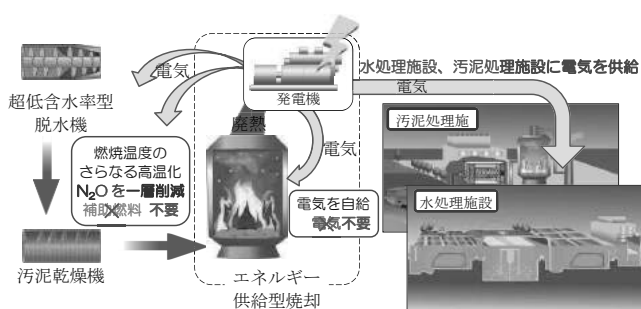 電気
発電機
水処理施設、汚泥処理施設に電気を供給
電気
超低含水率型
脱水機
廃熱
汚泥処理施
電気
燃焼温度の
さらなる高温化
N₂Oを一層削減
補助燃料 不要
電気を自給
電気不要
水処理施設
汚泥乾燥機
エネルギー
供給型焼却